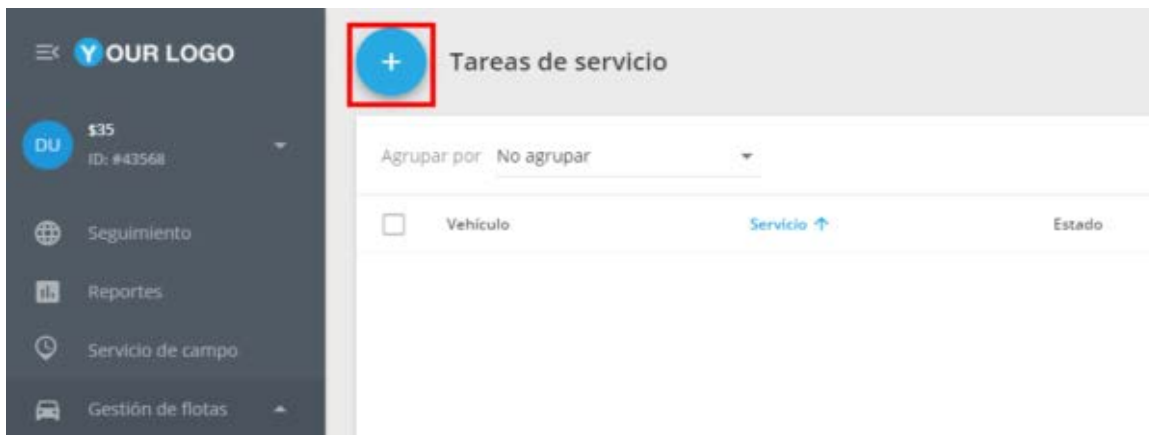 YOUR LOGO
DU
$35
ID: #43568
Seguimiento
Reportes
Servicio de campo
Gestión de flotas
+ Tareas de servicio
Agrupar por No agrupar
Vehículo Servicio ↑ Estado